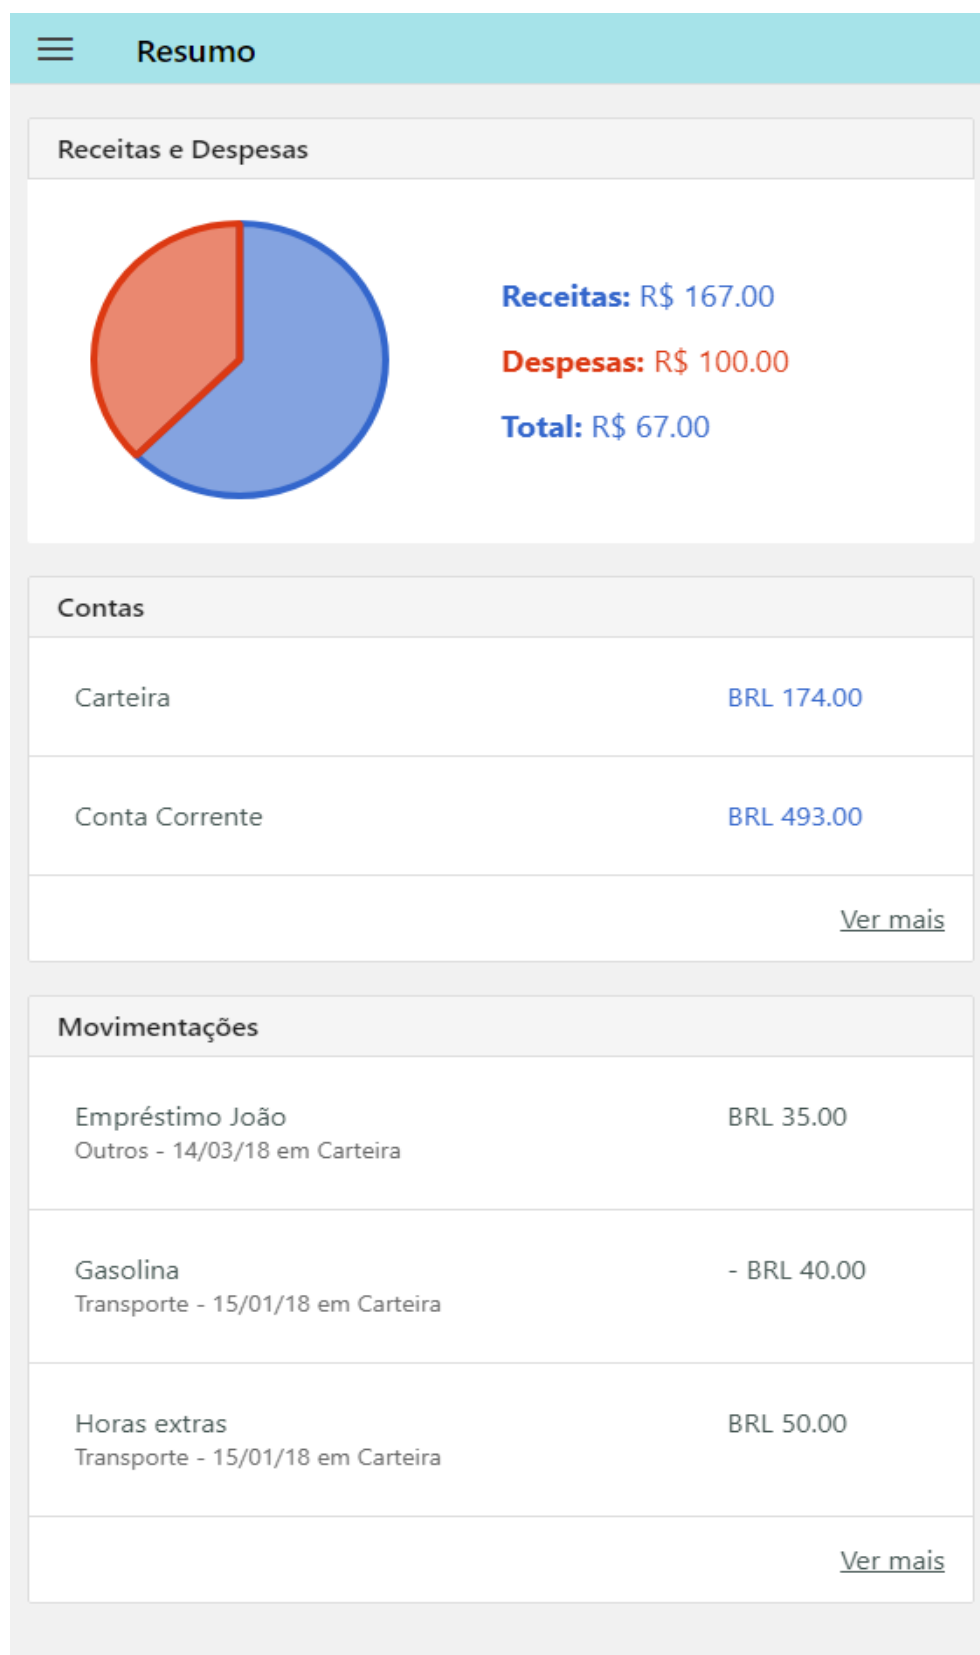 Resumo
Receitas e Despesas
Receitas: R$ 167.00
Despesas: R$ 100.00
Total: R$ 67.00
Contas
Carteira BRL 174.00
Conta Corrente BRL 493.00
Ver mais
Movimentações
Empréstimo João BRL 35.00
Outros - 14/03/18 em Carteira
Gasolina - BRL 40.00
Transporte - 15/01/18 em Carteira
Horas extras BRL 50.00
Transporte - 15/01/18 em Carteira
Ver mais